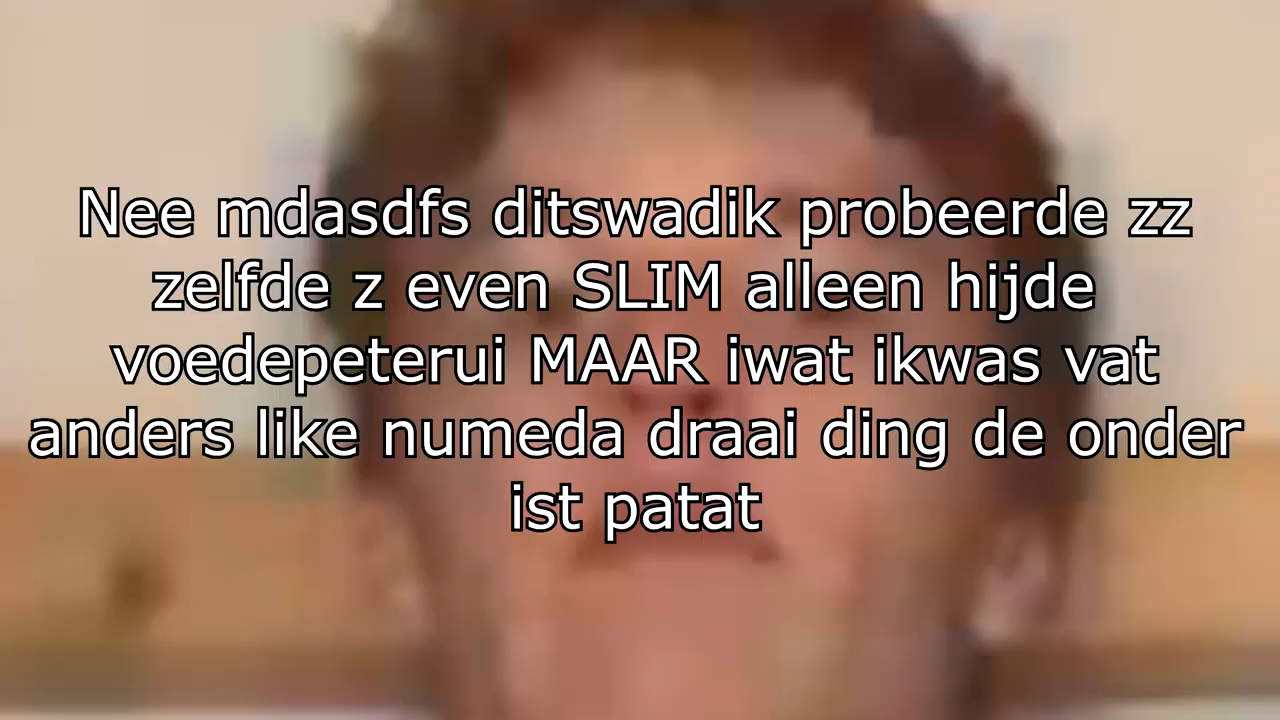 Nee mdasdfs ditswadik probeerde zz
zelfde z even SLIM alleen hijde
voedepeterui MAAR iwat ikwas vat
anders like numeda draai ding de onder
ist patat